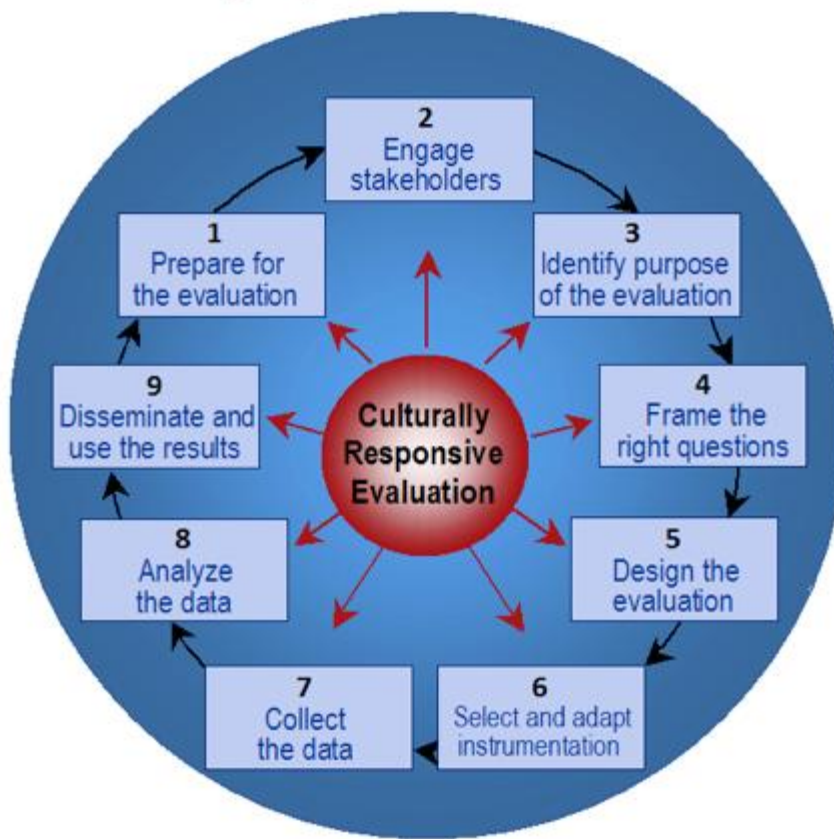 1
Prepare for
the evaluation
2
Engage
stakeholders
3
Identify purpose
of the evaluation
4
Frame the
right questions
5
Design the
evaluation
6
Select and adapt
instrumentation
7
Collect
the data
8
Analyze
the data
9
Disseminate and
use the results
Culturally
Responsive
Evaluation